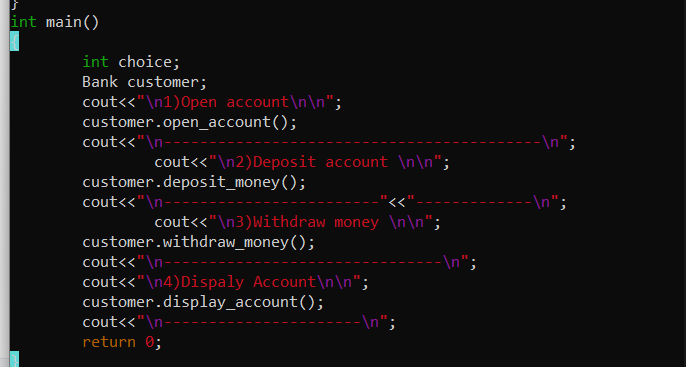 }
int main()
{
        int choice;
        Bank customer;
        cout<<"\n1)Open account\n\n";
        customer.open_account();
        cout<<"\n------------------------------------------\n";
                cout<<"\n2)Deposit account \n\n";
        customer.deposit_money();
        cout<<"\n------------------------"<<"-------------\n";
                cout<<"\n3)Withdraw money \n\n";
        customer.withdraw_money();
        cout<<"\n-------------------------------\n";
        cout<<"\n4)Dispaly Account\n\n";
        customer.display_account();
        cout<<"\n----------------------\n";
        return 0;
}